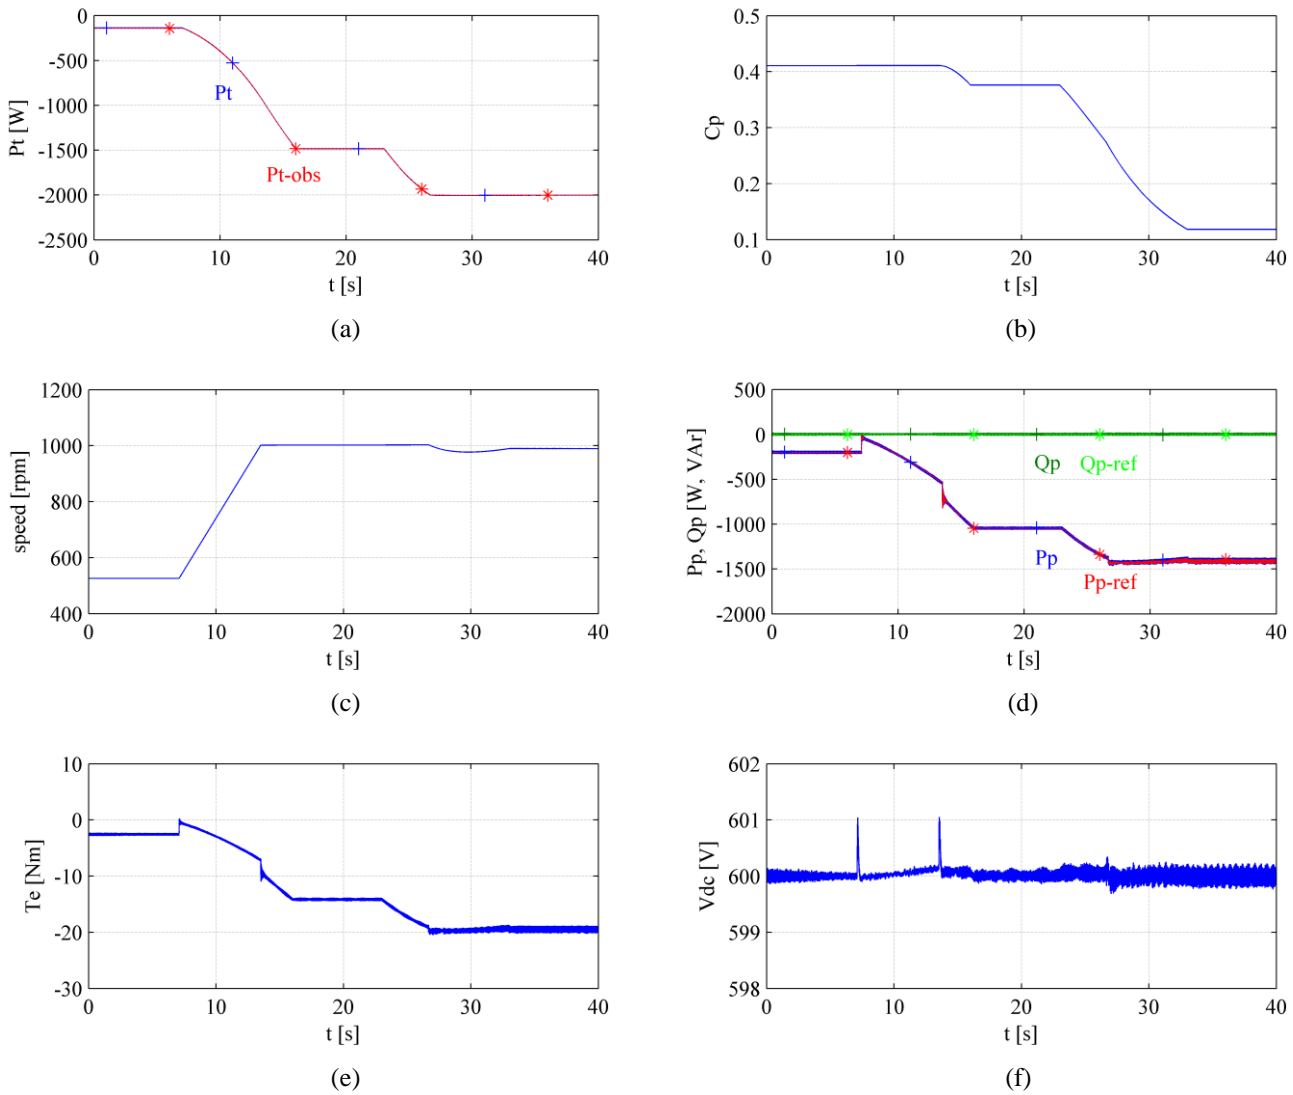 0
-500
-1000
-1500
-2000
-2500
Pt [W]
Pt
Pt-obs
0 10 20 30 40
t [s]
(a)
0.5
0.4
0.3
0.2
0.1
Cp
0 10 20 30 40
t [s]
(b)
1200
1000
800
600
400
speed [rpm]
0 10 20 30 40
t [s]
(c)
500
0
-500
-1000
-1500
-2000
Pp, Qp [W, VAr]
Qp Qp-ref
Pp
Pp-ref
0 10 20 30 40
t [s]
(d)
10
0
-10
-20
-30
Te [Nm]
0 10 20 30 40
t [s]
(e)
602
601
600
599
598
Vdc [V]
0 10 20 30 40
t [s]
(f)